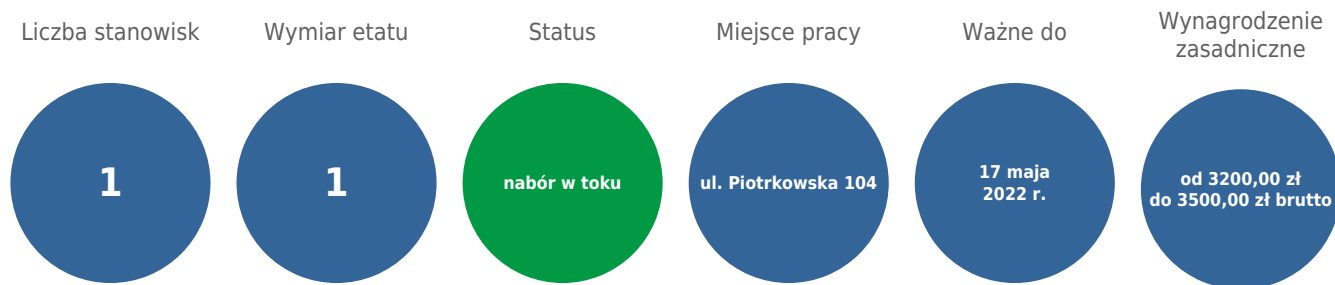 Liczba stanowisk
1
Wymiar etatu
1
Status
nabór w toku
Miejsce pracy
ul. Piotrkowska 104
Ważne do
17 maja
2022 r.
Wynagrodzenie
zasadniczne
od 3200,00 zł
do 3500,00 zł brutto